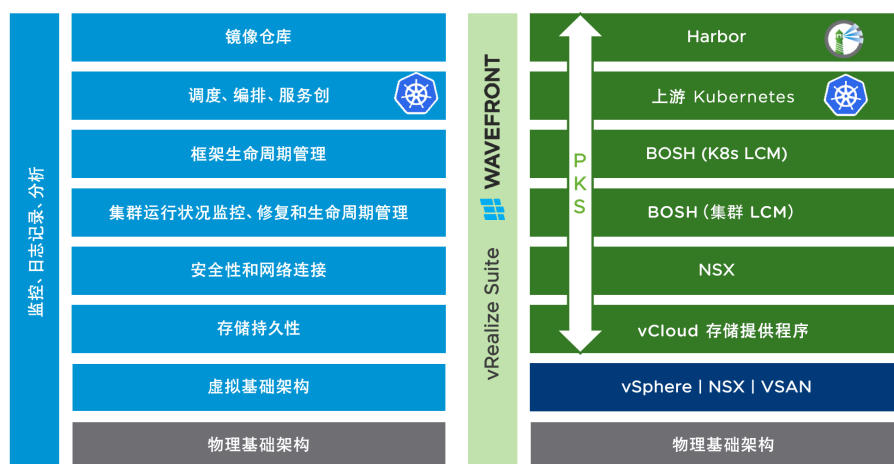 监控、日志记录、分析
镜像仓库
调度、编排、服务创
框架生命周期管理
集群运行状况监控、修复和生命周期管理
安全性和网络连接
存储持久性
虚拟基础架构
物理基础架构
vRealize Suite
WAVEFRONT
PKS
Harbor
上游 Kubernetes
BOSH (K8s LCM)
BOSH (集群 LCM)
NSX
vCloud 存储提供程序
vSphere | NSX | VSAN
物理基础架构